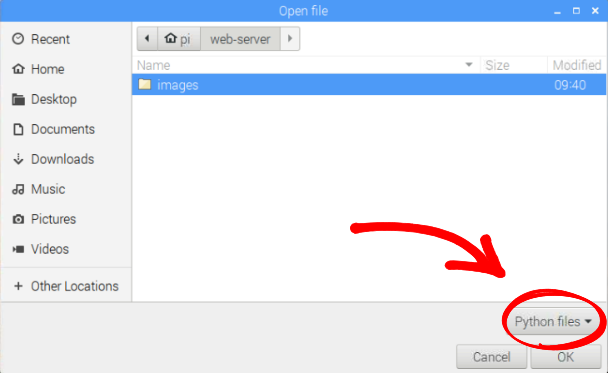 Open file
Recent
Home
Desktop
Documents
Downloads
Music
Pictures
Videos
Other Locations
pi web-server
Name Size Modified
images 09:40
Python files
Cancel OK